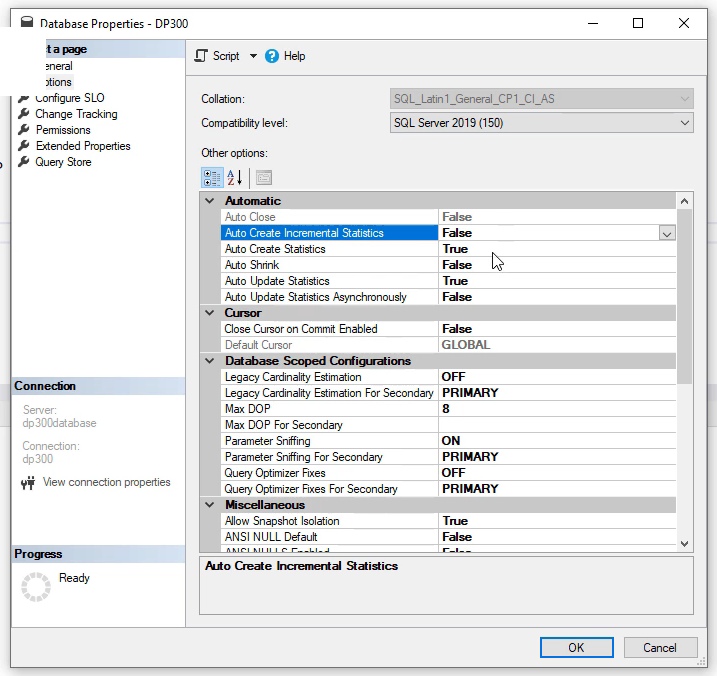 Database Properties - DP300
t a page
eneral
ptions
Configure SLO
Change Tracking
Permissions
Extended Properties
Query Store
Connection
Server:
dp300database
Connection:
dp300
View connection properties
Progress
Ready
Script
Help
Collation: SQL_Latin1_General_CP1_CI_AS
Compatibility level: SQL Server 2019 (150)
Other options:
Automatic
Auto Close False
Auto Create Incremental Statistics False
Auto Create Statistics True
Auto Shrink False
Auto Update Statistics True
Auto Update Statistics Asynchronously False
Cursor
Close Cursor on Commit Enabled False
Default Cursor GLOBAL
Database Scoped Configurations
Legacy Cardinality Estimation OFF
Legacy Cardinality Estimation For Secondary PRIMARY
Max DOP 8
Max DOP For Secondary
Parameter Sniffing ON
Parameter Sniffing For Secondary PRIMARY
Query Optimizer Fixes OFF
Query Optimizer Fixes For Secondary PRIMARY
Miscellaneous
Allow Snapshot Isolation True
ANSI NULL Default False
ANSI NULLS Enabled False
Auto Create Incremental Statistics
OK
Cancel